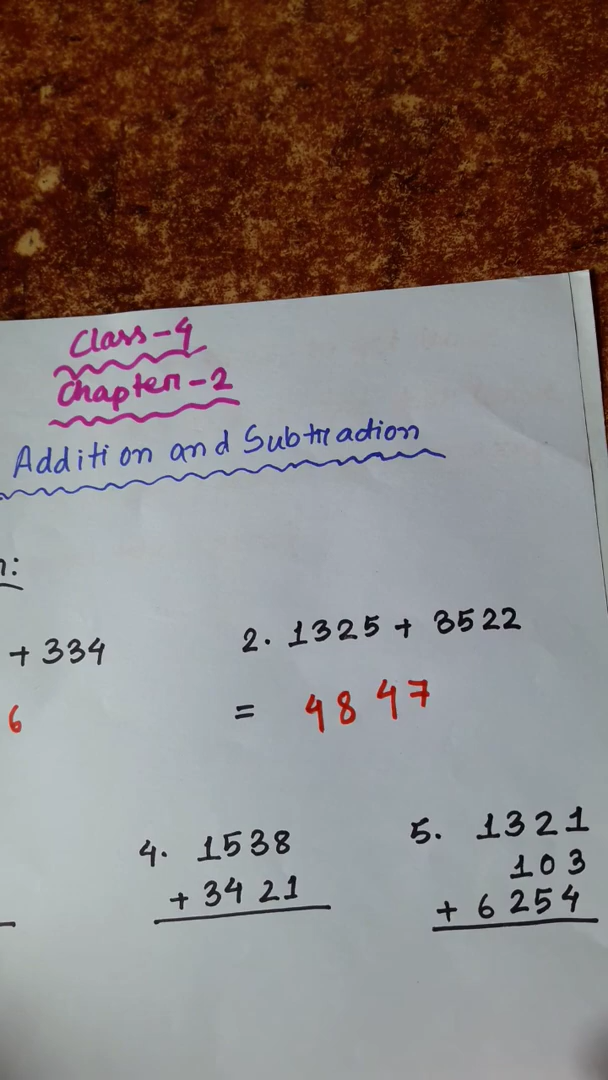 Class-4
Chapter-2
Addition and Subtraction
n:
+ 334
2. 1325 + 3522
6
= 4847
4. 1538
+ 3421
5. 1321
103
+ 6254